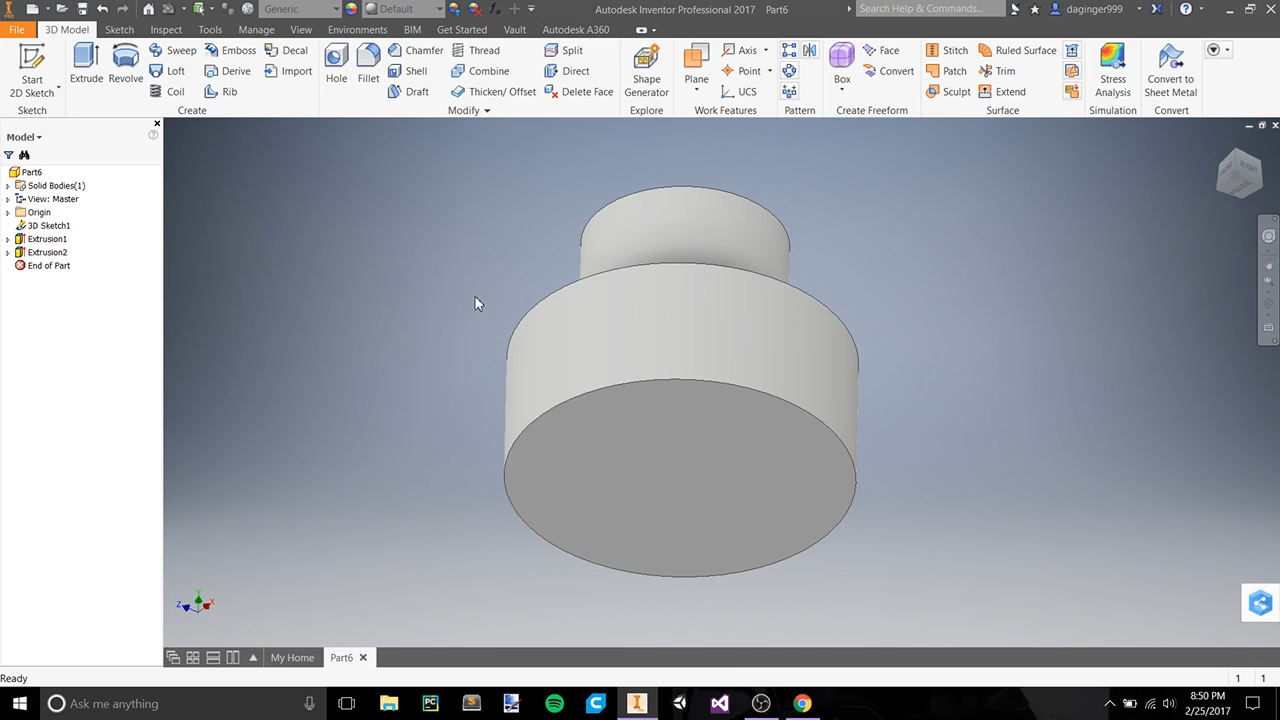 Generic
Default
Autodesk Inventor Professional 2017 Part6
Search Help & Commands...
daginger999
PRO
File
3D Model
Sketch
Inspect
Tools
Manage
View
Environments
BIM
Get Started
Vault
Autodesk A360
Start
2D Sketch
Sketch
Extrude
Revolve
Sweep
Emboss
Decal
Loft
Derive
Import
Coil
Rib
Create
Hole
Fillet
Chamfer
Thread
Split
Shell
Combine
Direct
Draft
Thicken/ Offset
Delete Face
Modify
Shape
Generator
Explore
Plane
Axis
Point
UCS
Work Features
Pattern
Box
Face
Convert
Create Freeform
Stitch
Ruled Surface
Patch
Trim
Sculpt
Extend
Surface
Stress
Analysis
Simulation
Convert to
Sheet Metal
Convert
Model
Part6
Solid Bodies(1)
View: Master
Origin
3D Sketch1
Extrusion1
Extrusion2
End of Part
RIGHT
Z
Y
X
My Home
Part6
Ready
1 1
Ask me anything
8:50 PM
2/25/2017